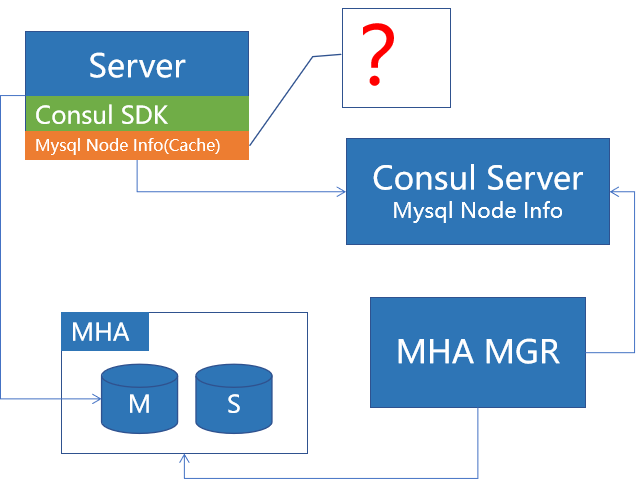 Server
?
Consul SDK
Mysql Node Info(Cache)
Consul Server
Mysql Node Info
MHA
MHA MGR
M
S